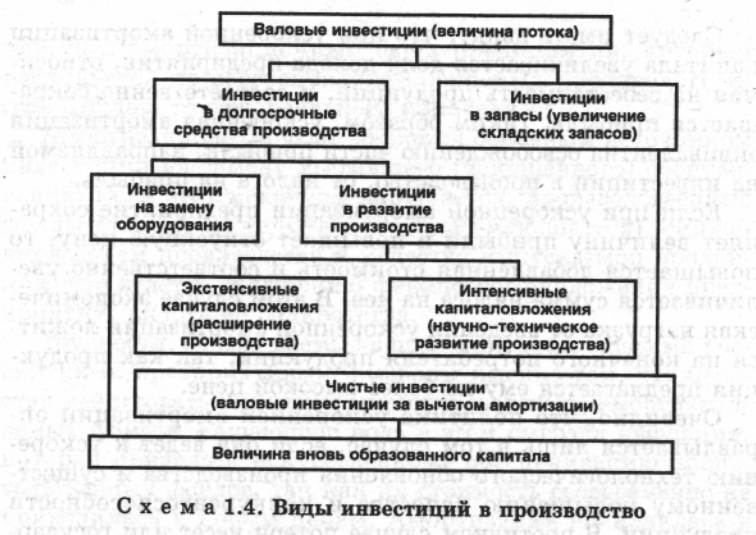 Валовые инвестиции (величина потока)
Инвестиции
в долгосрочные
средства производства
Инвестиции
в запасы (увеличение
складских запасов)
Инвестиции
на замену
оборудования
Инвестиции
в развитие
производства
Экстенсивные
капиталовложения
(расширение
производства)
Интенсивные
капиталовложения
(научно-техническое
развитие производства)
Чистые инвестиции
(валовые инвестиции за вычетом амортизации)
Величина вновь образованного капитала
Схема 1.4. Виды инвестиций в производство